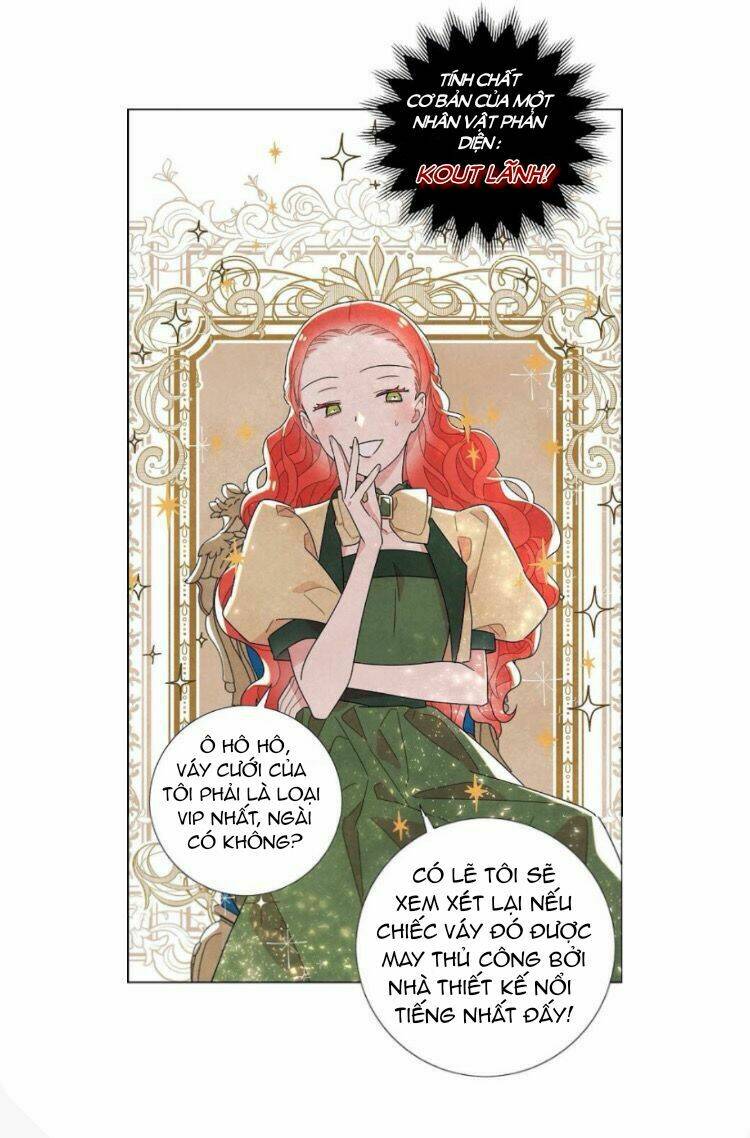 TÍNH CHẤT
CƠ BẢN CỦA MỘT
NHÂN VẬT PHẢN
DIỆN :
KOUT LÃNH!
Ô HÔ HÔ,
VÁY CƯỚI CỦA
TÔI PHẢI LÀ LOẠI
VIP NHẤT, NGÀI
CÓ KHÔNG?
CÓ LẼ TÔI SẼ
XEM XÉT LẠI NẾU
CHIẾC VÁY ĐÓ ĐƯỢC
MAY THỦ CÔNG BỞI
NHÀ THIẾT KẾ NỔI
TIẾNG NHẤT ĐẤY!